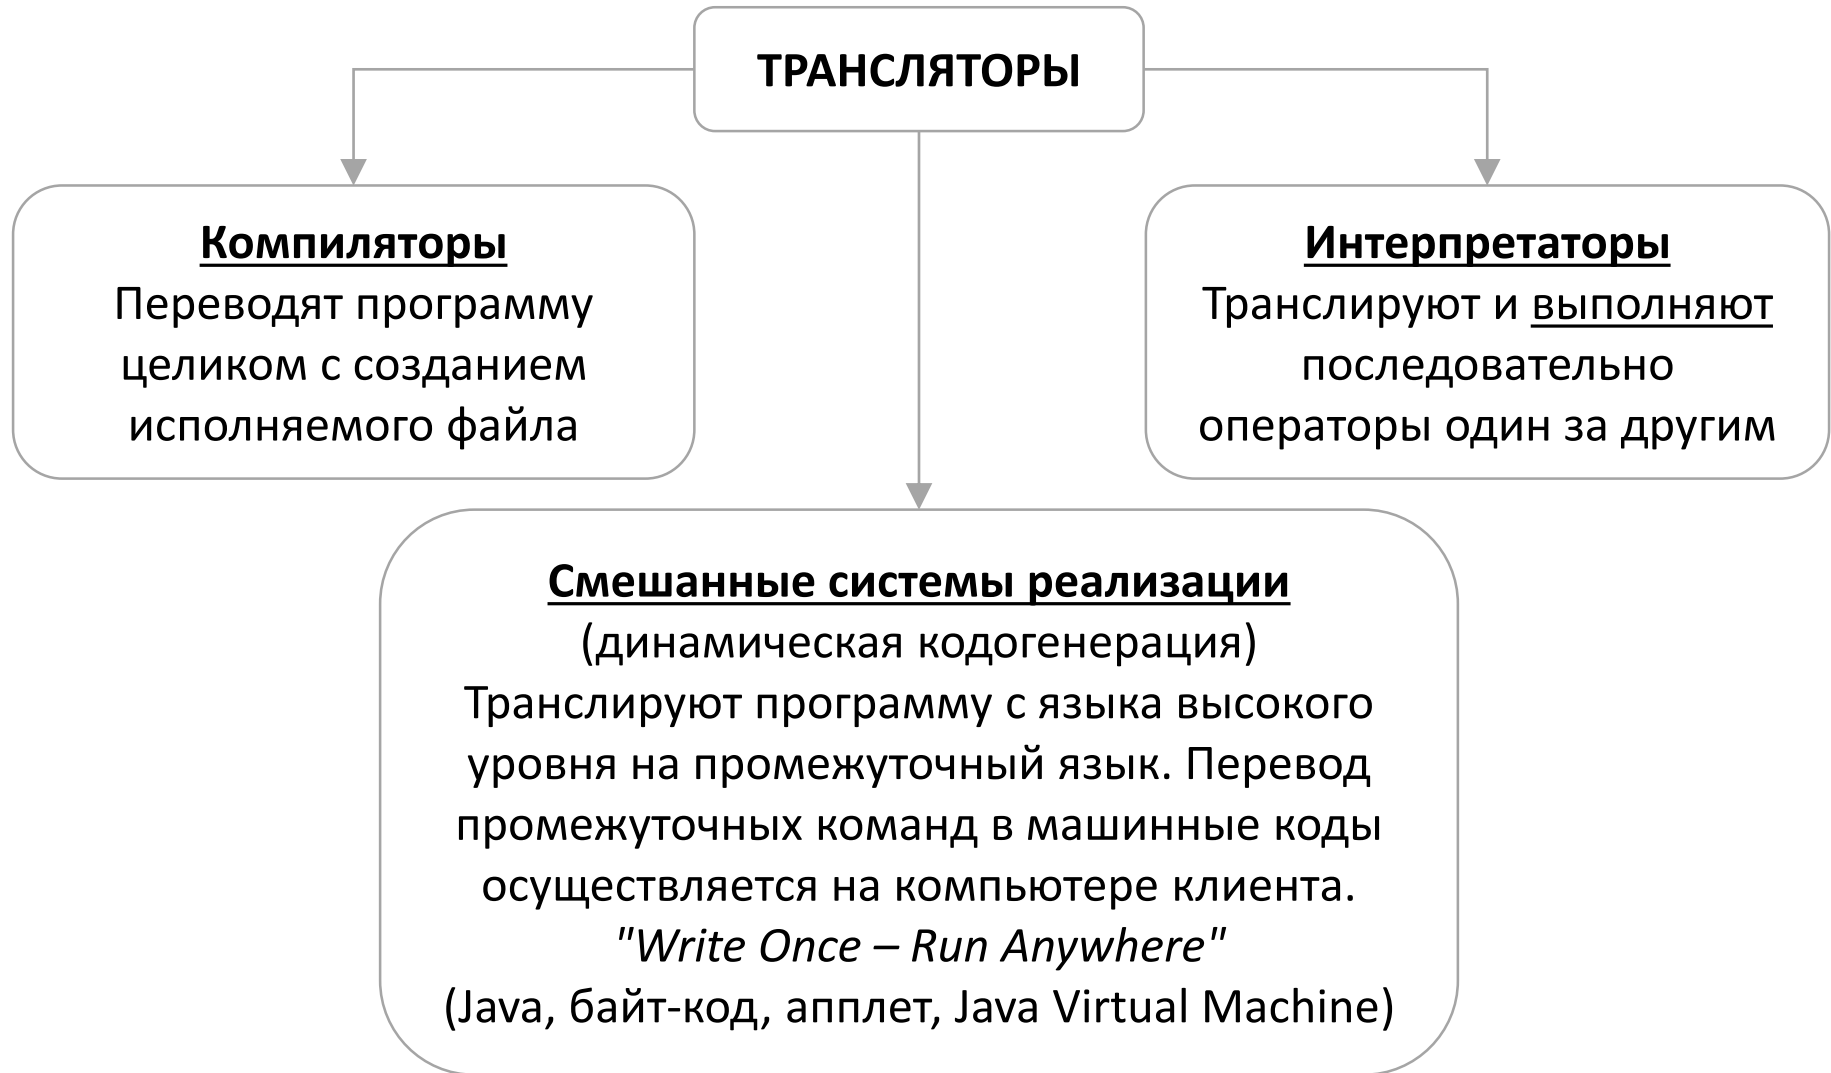 ТРАНСЛЯТОРЫ
Компиляторы
Переводят программу
целиком с созданием
исполняемого файла
Интерпретаторы
Транслируют и выполняют
последовательно
операторы один за другим
Смешанные системы реализации
(динамическая кодогенерация)
Транслируют программу с языка высокого
уровня на промежуточный язык. Перевод
промежуточных команд в машинные коды
осуществляется на компьютере клиента.
"Write Once – Run Anywhere"
(Java, байт-код, апплет, Java Virtual Machine)